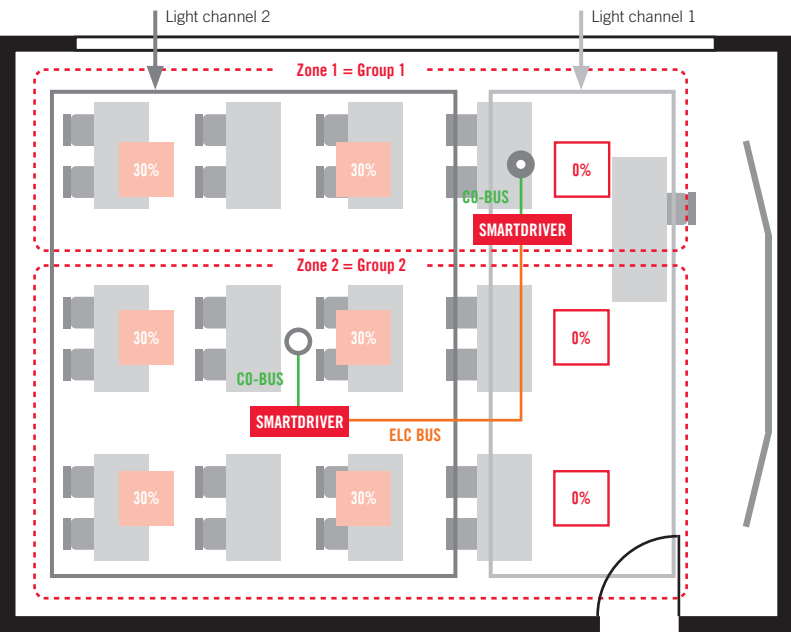 Light channel 2
Light channel 1
Zone 1 = Group 1
30%
30%
0%
CO-BUS
SMARTDRIVER
Zone 2 = Group 2
30%
30%
0%
CO-BUS
SMARTDRIVER
ELC BUS
30%
30%
0%